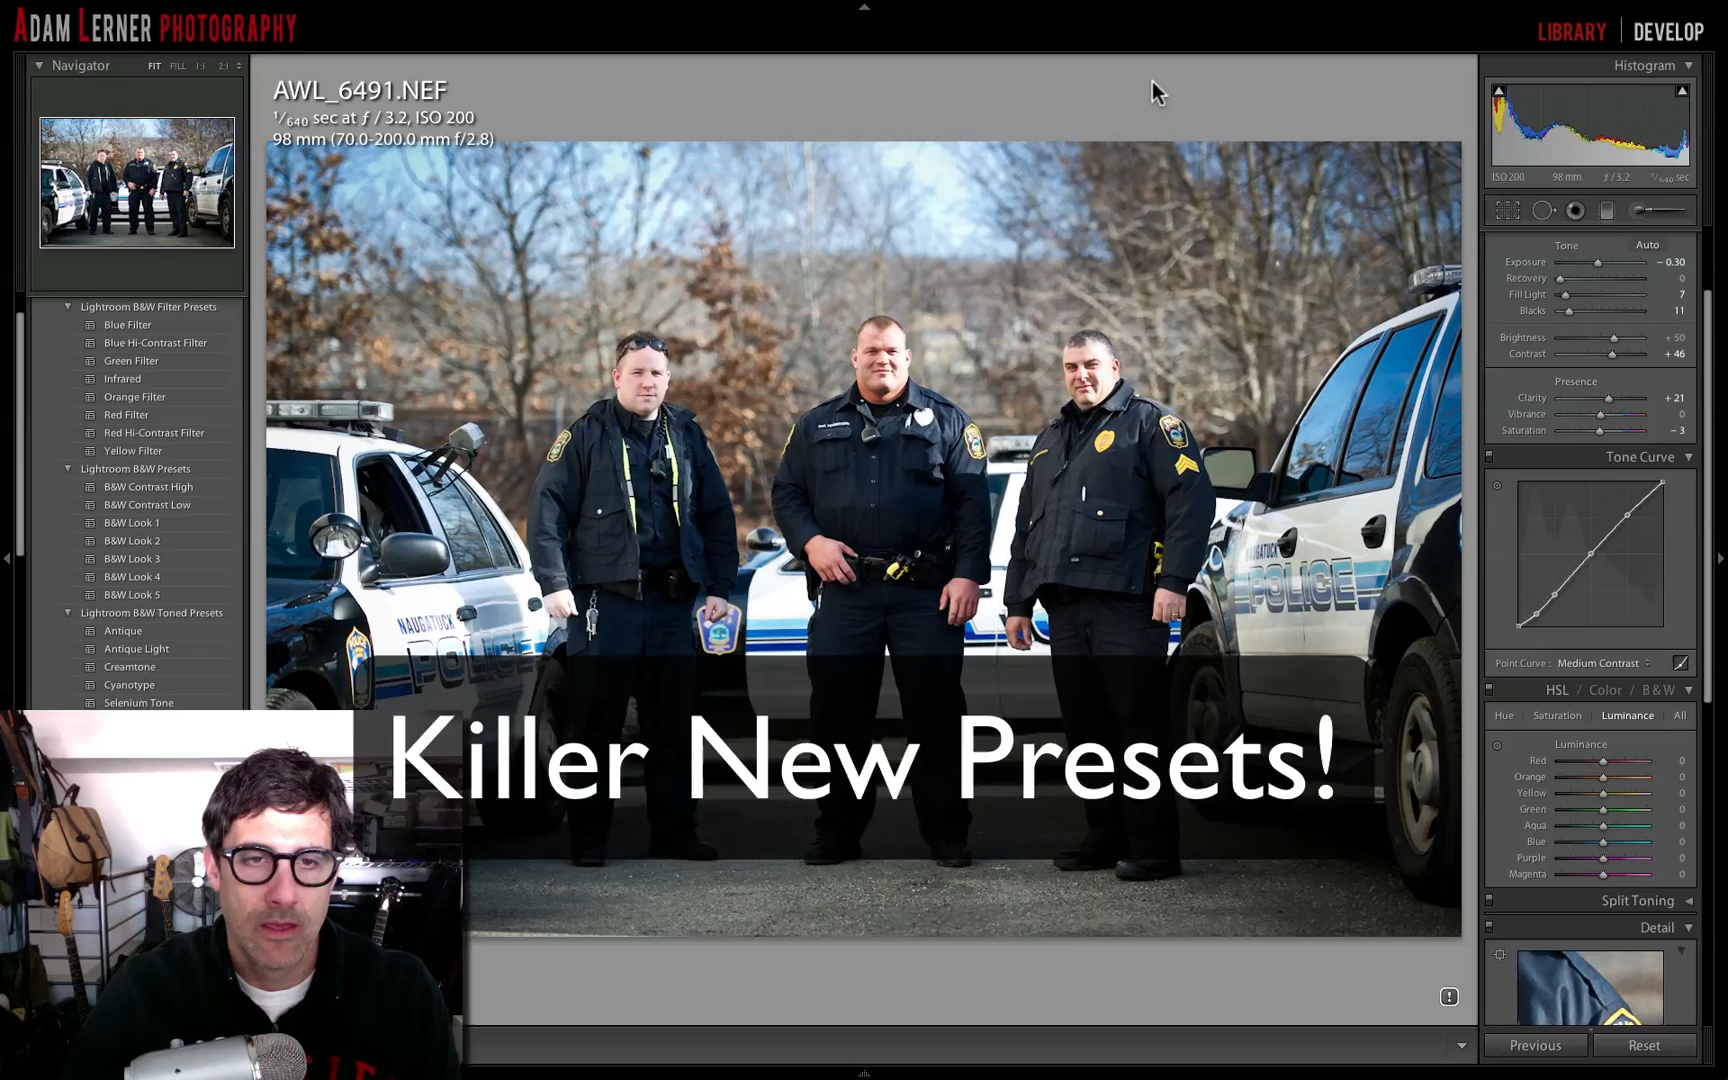 ADAM LERNER PHOTOGRAPHY
LIBRARY | DEVELOP
Navigator
FIT FILL 1:1 2:1
Lightroom B&W Filter Presets
Blue Filter
Blue Hi-Contrast Filter
Green Filter
Infrared
Orange Filter
Red Filter
Red Hi-Contrast Filter
Yellow Filter
Lightroom B&W Presets
B&W Contrast High
B&W Contrast Low
B&W Look 1
B&W Look 2
B&W Look 3
B&W Look 4
B&W Look 5
Lightroom B&W Toned Presets
Antique
Antique Light
Creamtone
Cyanotype
Selenium Tone
AWL_6491.NEF
1/640 sec at ƒ / 3.2, ISO 200
98 mm (70.0-200.0 mm f/2.8)
NAUGATUCK
POLICE
NAUGATUCK
POLICE
Killer New Presets!
Histogram
ISO 200 98 mm ƒ / 3.2 1/640 sec
Tone Auto
Exposure - 0.30
Recovery 0
Fill Light 7
Blacks 11
Brightness + 50
Contrast + 46
Presence
Clarity + 21
Vibrance 0
Saturation - 3
Tone Curve
Point Curve : Medium Contrast
HSL / Color / B & W
Hue Saturation Luminance All
Luminance
Red 0
Orange 0
Yellow 0
Green 0
Aqua 0
Blue 0
Purple 0
Magenta 0
Split Toning
Detail
Previous Reset